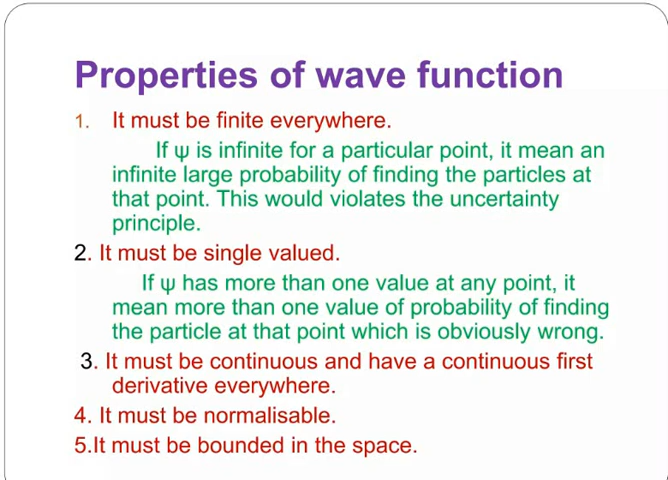 Properties of wave function
1. It must be finite everywhere.
If ψ is infinite for a particular point, it mean an
infinite large probability of finding the particles at
that point. This would violates the uncertainty
principle.
2. It must be single valued.
If ψ has more than one value at any point, it
mean more than one value of probability of finding
the particle at that point which is obviously wrong.
3. It must be continuous and have a continuous first
derivative everywhere.
4. It must be normalisable.
5.It must be bounded in the space.